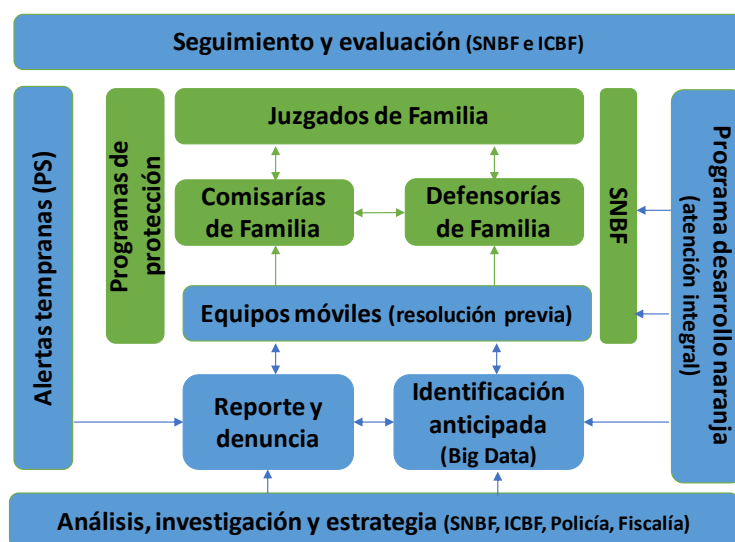 Seguimiento y evaluación (SNBF e ICBF)
Alertas tempranas (PS)
Programas de
protección
Juzgados de Familia
Comisarías
de Familia
Defensorías
de Familia
SNBF
Programa desarrollo naranja
(atención integral)
Equipos móviles (resolución previa)
Reporte y
denuncia
Identificación
anticipada
(Big Data)
Análisis, investigación y estrategia (SNBF, ICBF, Policía, Fiscalía)